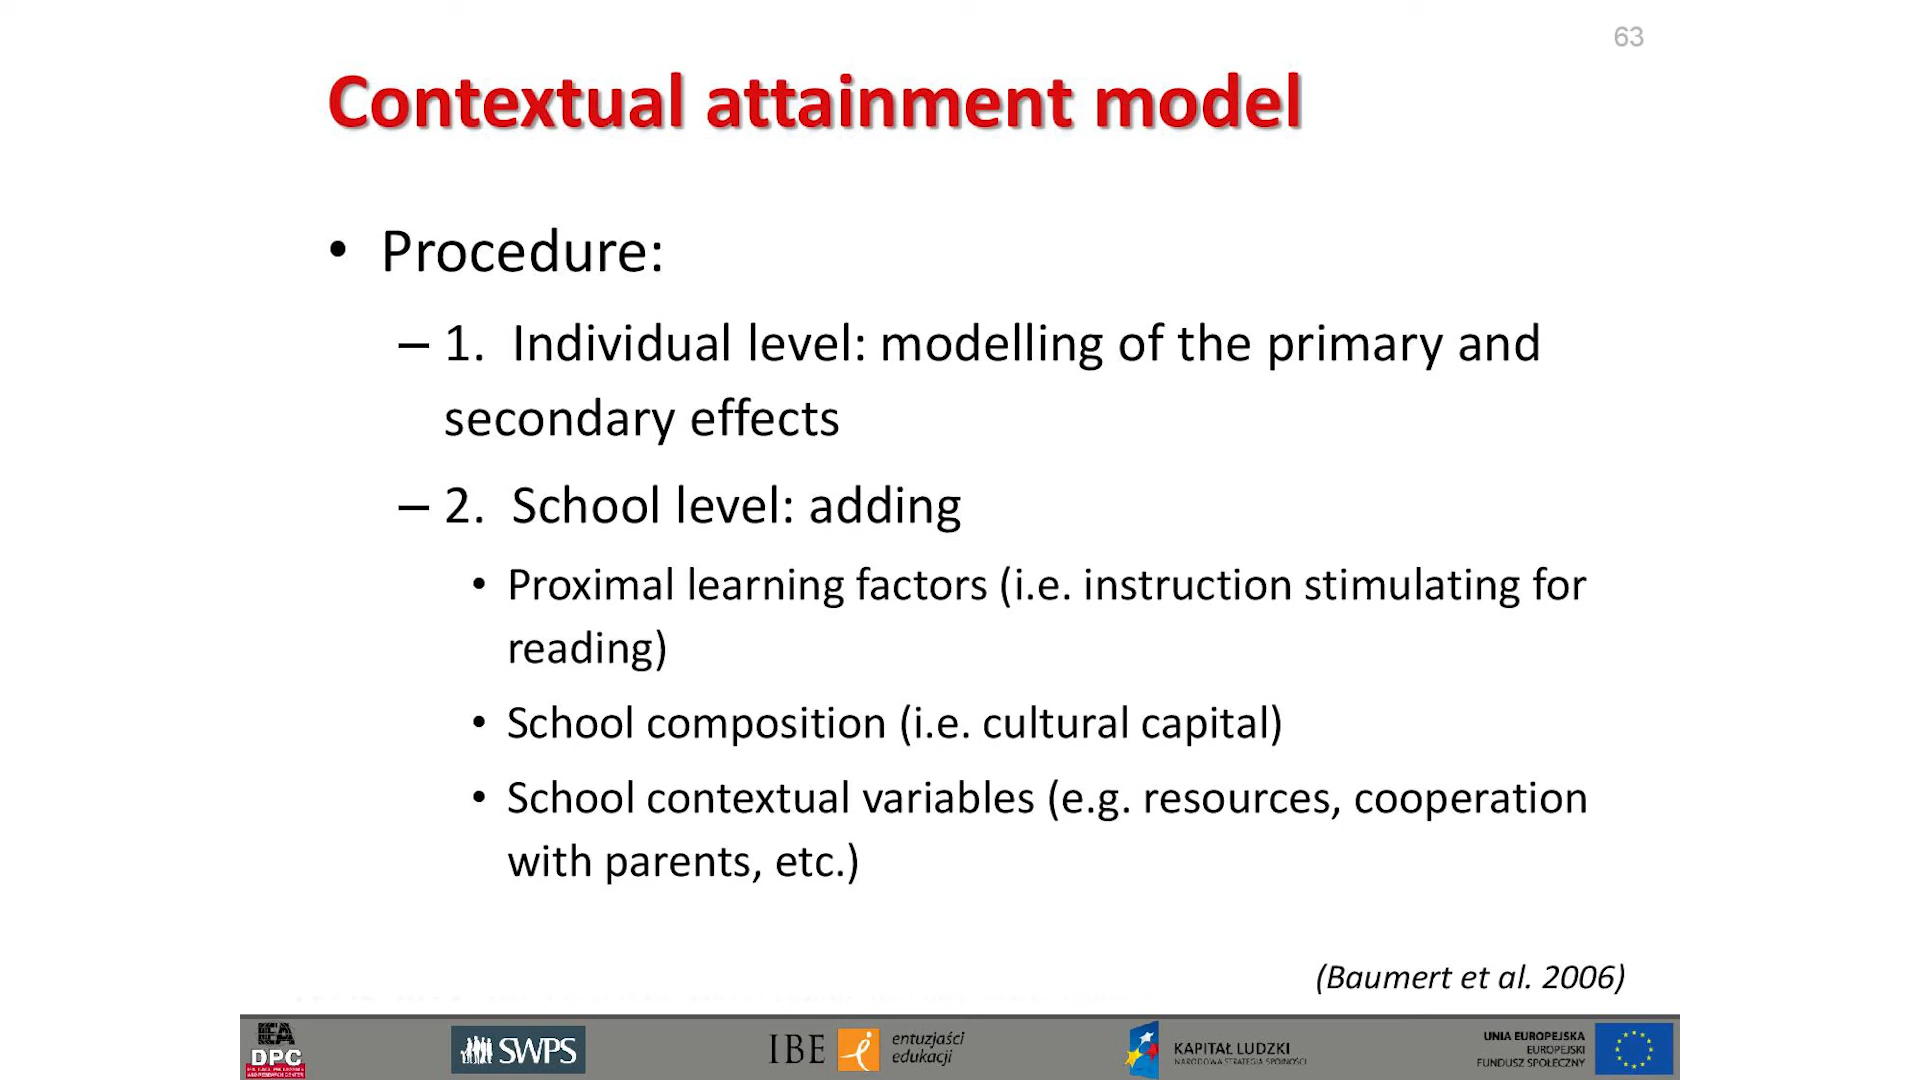 63
Contextual attainment model
• Procedure:
– 1. Individual level: modelling of the primary and
secondary effects
– 2. School level: adding
• Proximal learning factors (i.e. instruction stimulating for
reading)
• School composition (i.e. cultural capital)
• School contextual variables (e.g. resources, cooperation
with parents, etc.)
(Baumert et al. 2006)
IEA
DPC
SWPS
IBE
entuzjaści
edukacji
KAPITAŁ LUDZKI
NARODOWA STRATEGIA SPÓJNOŚCI
UNIA EUROPEJSKA
EUROPEJSKI
FUNDUSZ SPOŁECZNY